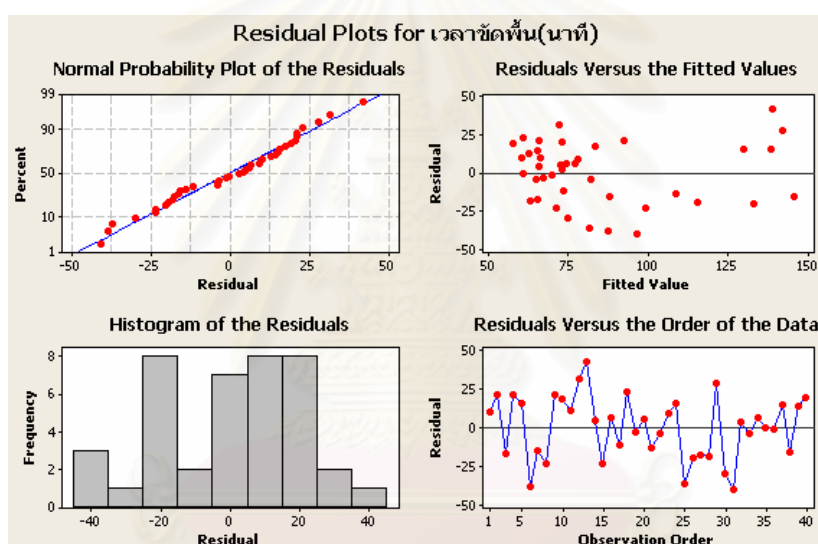 Residual Plots for เวลาขัดพื้น(นาที)
Normal Probability Plot of the Residuals
99
90
50
10
1
Percent
-50 -25 0 25 50
Residual
Residuals Versus the Fitted Values
50
25
0
-25
-50
Residual
50 75 100 125 150
Fitted Value
Histogram of the Residuals
8
6
4
2
0
Frequency
-40 -20 0 20 40
Residual
Residuals Versus the Order of the Data
50
25
0
-25
-50
Residual
1 5 10 15 20 25 30 35 40
Observation Order